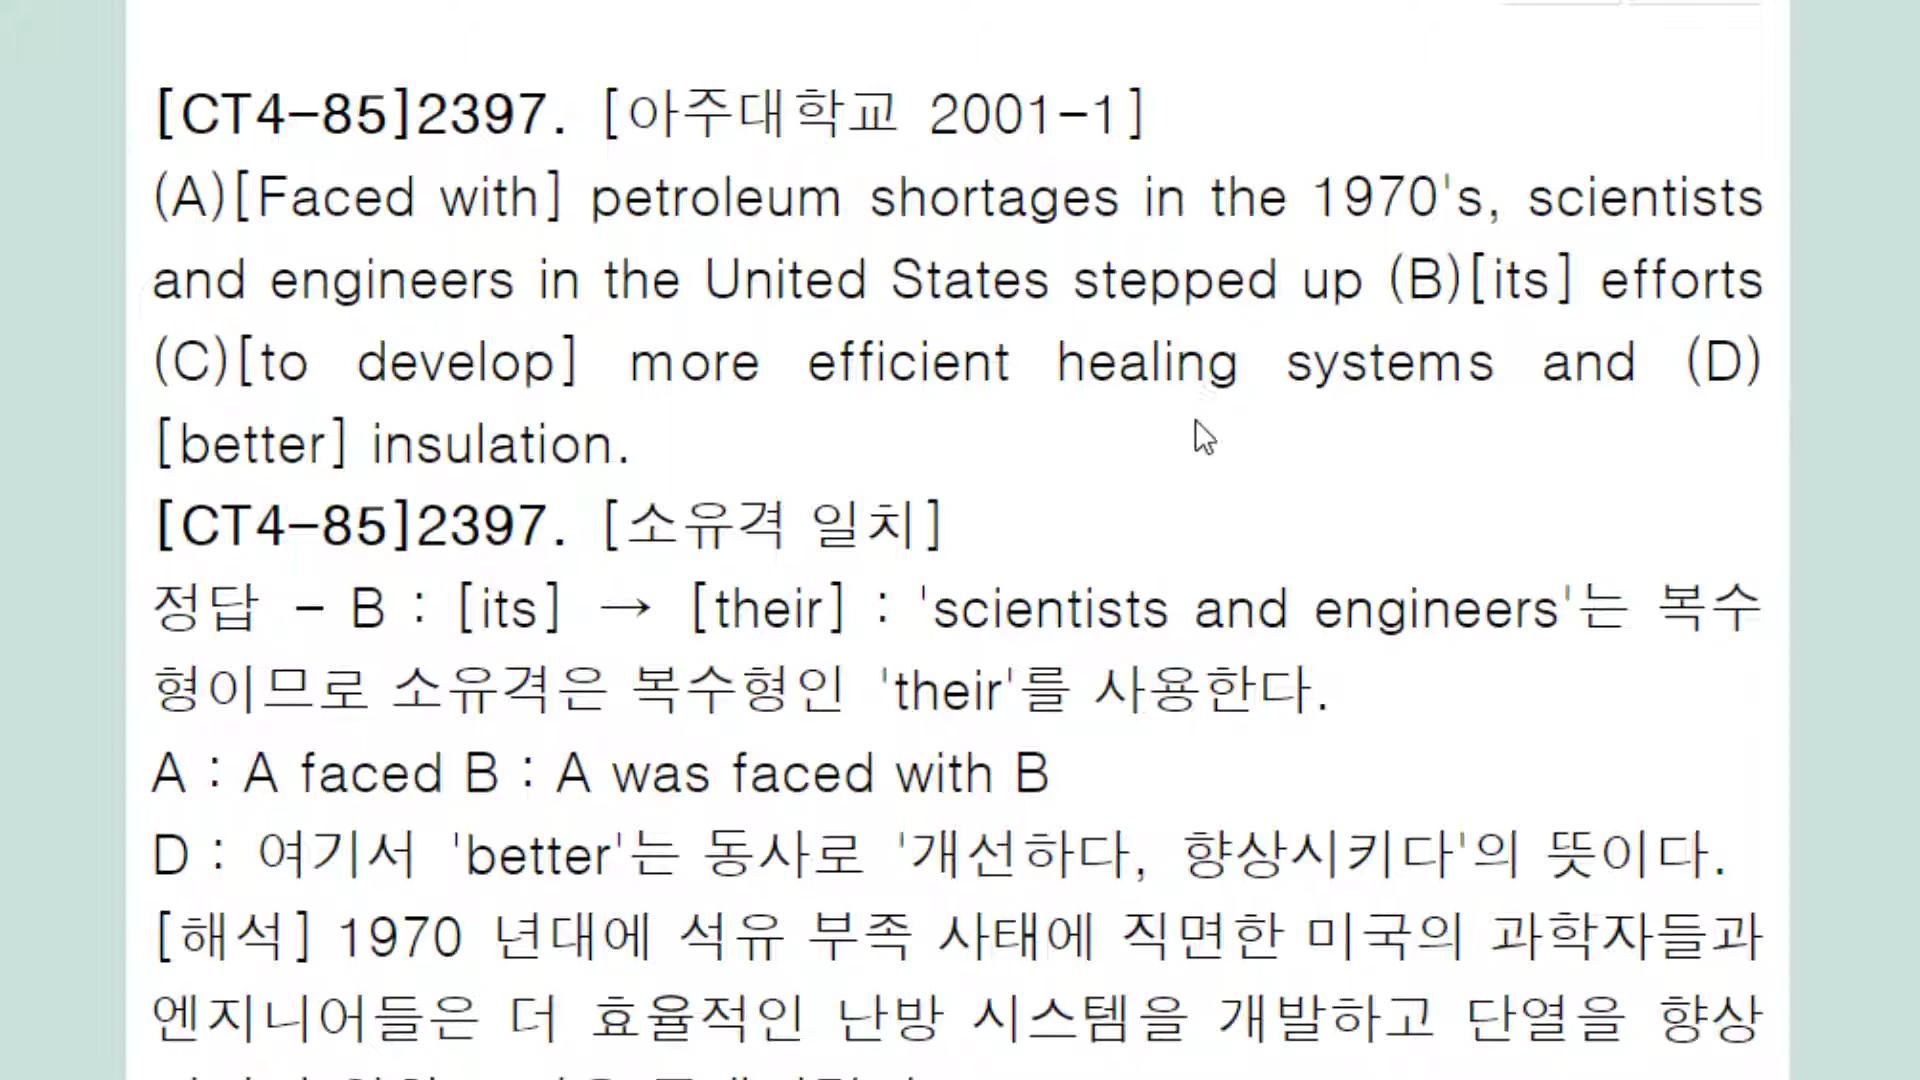 [CT4-85]2397. [아주대학교 2001-1]
(A)[Faced with] petroleum shortages in the 1970's, scientists
and engineers in the United States stepped up (B)[its] efforts
(C)[to develop] more efficient healing systems and (D)
[better] insulation.
[CT4-85]2397. [소유격 일치]
정답 - B : [its] → [their] : 'scientists and engineers'는 복수
형이므로 소유격은 복수형인 'their'를 사용한다.
A : A faced B : A was faced with B
D : 여기서 'better'는 동사로 '개선하다, 향상시키다'의 뜻이다.
[해석] 1970 년대에 석유 부족 사태에 직면한 미국의 과학자들과
엔지니어들은 더 효율적인 난방 시스템을 개발하고 단열을 향상